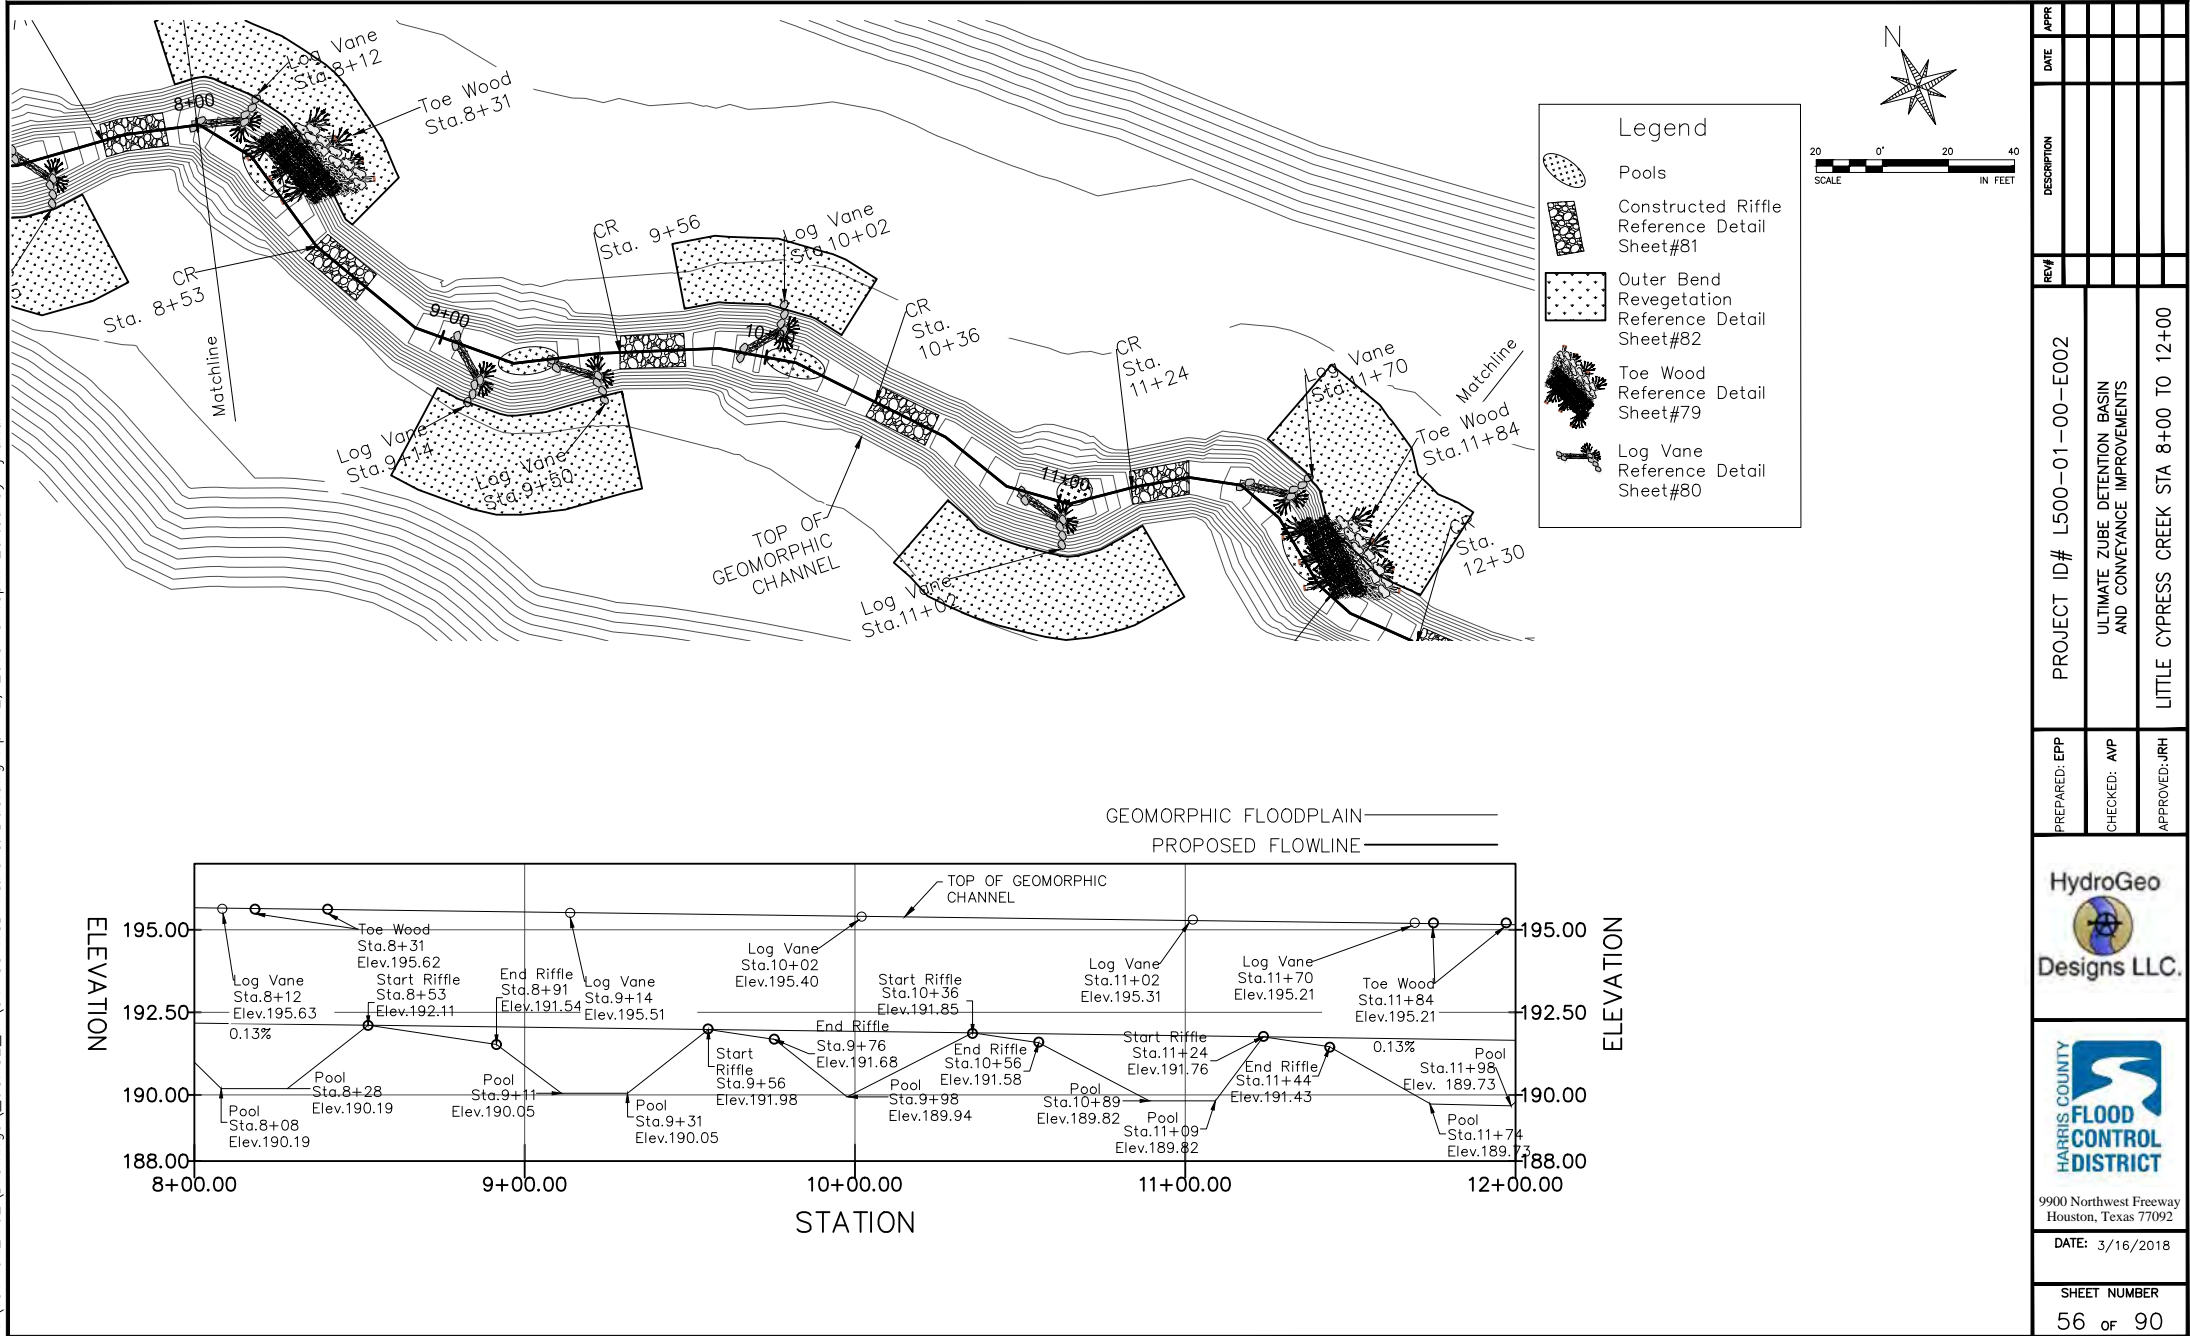 Log Vane
Sta.8+12
8+00
Toe Wood
Sta.8+31
CR
Sta. 8+53
Matchline
9+00
CR
Sta. 9+56
Log Vane
Sta.10+02
CR
Sta.
10+36
Log Vane
Sta.9+14
Log Vane
Sta.9+50
TOP OF
GEOMORPHIC
CHANNEL
11+00
CR
Sta.
11+24
Log Vane
Sta.11+02
Log Vane
Sta.11+70
Matchline
Toe Wood
Sta.11+84
CR
Sta.
12+30
N
20 0' 20 40
SCALE IN FEET
Legend
Pools
Constructed Riffle
Reference Detail
Sheet#81
Outer Bend
Revegetation
Reference Detail
Sheet#82
Toe Wood
Reference Detail
Sheet#79
Log Vane
Reference Detail
Sheet#80
GEOMORPHIC FLOODPLAIN
PROPOSED FLOWLINE
TOP OF GEOMORPHIC
CHANNEL
ELEVATION
195.00
192.50
190.00
188.00
Log Vane
Sta.8+12
Elev.195.63
Toe Wood
Sta.8+31
Elev.195.62
Start Riffle
Sta.8+53
Elev.192.11
End Riffle
Sta.8+91
Elev.191.54
Log Vane
Sta.9+14
Elev.195.51
Log Vane
Sta.10+02
Elev.195.40
Start Riffle
Sta.10+36
Elev.191.85
Log Vane
Sta.11+02
Elev.195.31
Log Vane
Sta.11+70
Elev.195.21
Toe Wood
Sta.11+84
Elev.195.21
0.13%
Pool
Sta.8+08
Elev.190.19
Pool
Sta.8+28
Elev.190.19
Pool
Sta.9+11
Elev.190.05
Pool
Sta.9+31
Elev.190.05
Start
Riffle
Sta.9+56
Elev.191.98
End Riffle
Sta.9+76
Elev.191.68
Pool
Sta.9+98
Elev.189.94
End Riffle
Sta.10+56
Elev.191.58
Pool
Sta.10+89
Elev.189.82
Pool
Sta.11+09
Elev.189.82
Start Riffle
Sta.11+24
Elev.191.76
End Riffle
Sta.11+44
Elev.191.43
0.13%
Pool
Sta.11+98
Elev. 189.73
Pool
Sta.11+74
Elev.189.73
195.00
192.50
190.00
188.00
ELEVATION
8+00.00 9+00.00 10+00.00 11+00.00 12+00.00
STATION
REV# DESCRIPTION DATE APPR
PROJECT ID# L500-01-00-E002
ULTIMATE ZUBE DETENTION BASIN
AND CONVEYANCE IMPROVEMENTS
LITTLE CYPRESS CREEK STA 8+00 TO 12+00
PREPARED: EPP
CHECKED: AVP
APPROVED: JRH
HydroGeo
Designs LLC.
HARRIS COUNTY
FLOOD
CONTROL
DISTRICT
9900 Northwest Freeway
Houston, Texas 77092
DATE: 3/16/2018
SHEET NUMBER
56 OF 90